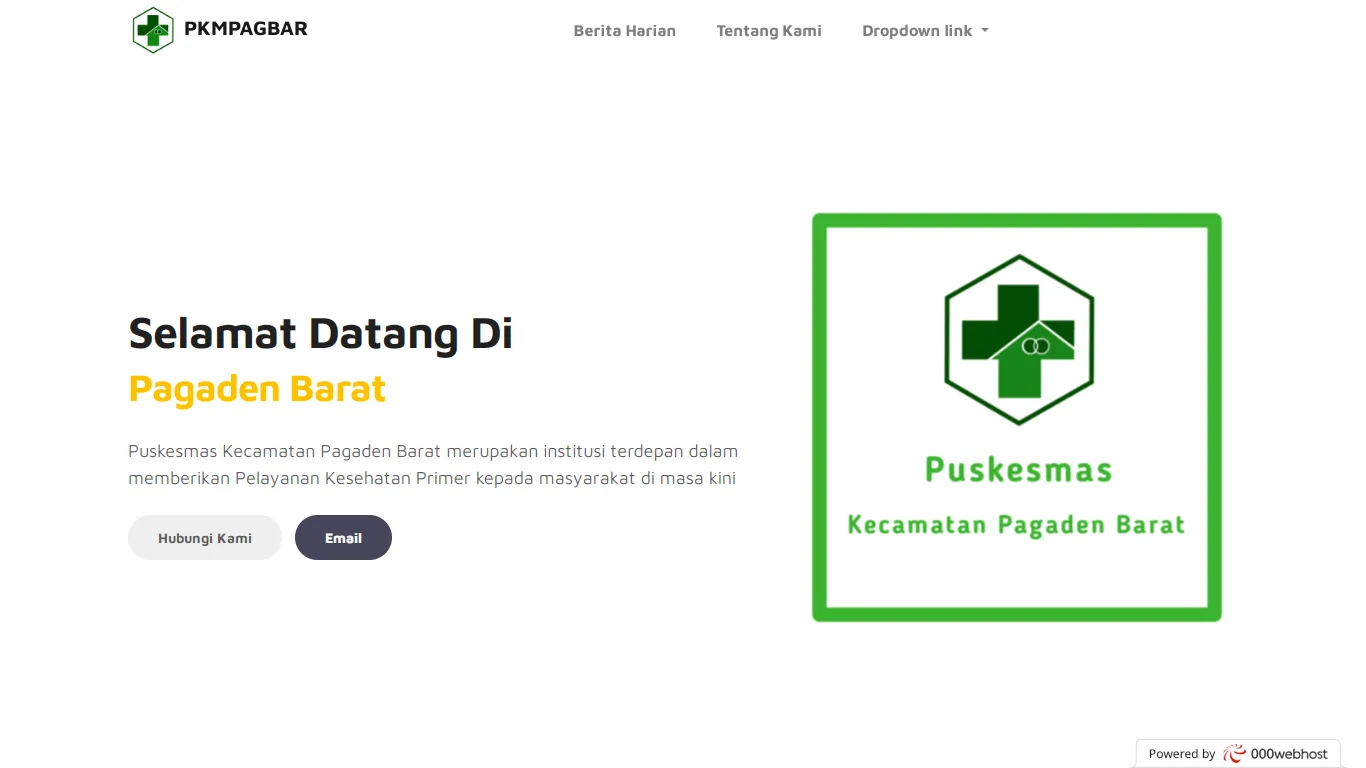 PKMPAGBAR
Berita Harian
Tentang Kami
Dropdown link
Selamat Datang Di
Pagaden Barat
Puskesmas Kecamatan Pagaden Barat merupakan institusi terdepan dalam
memberikan Pelayanan Kesehatan Primer kepada masyarakat di masa kini
Hubungi Kami
Email
Puskesmas
Kecamatan Pagaden Barat
Powered by 000webhost